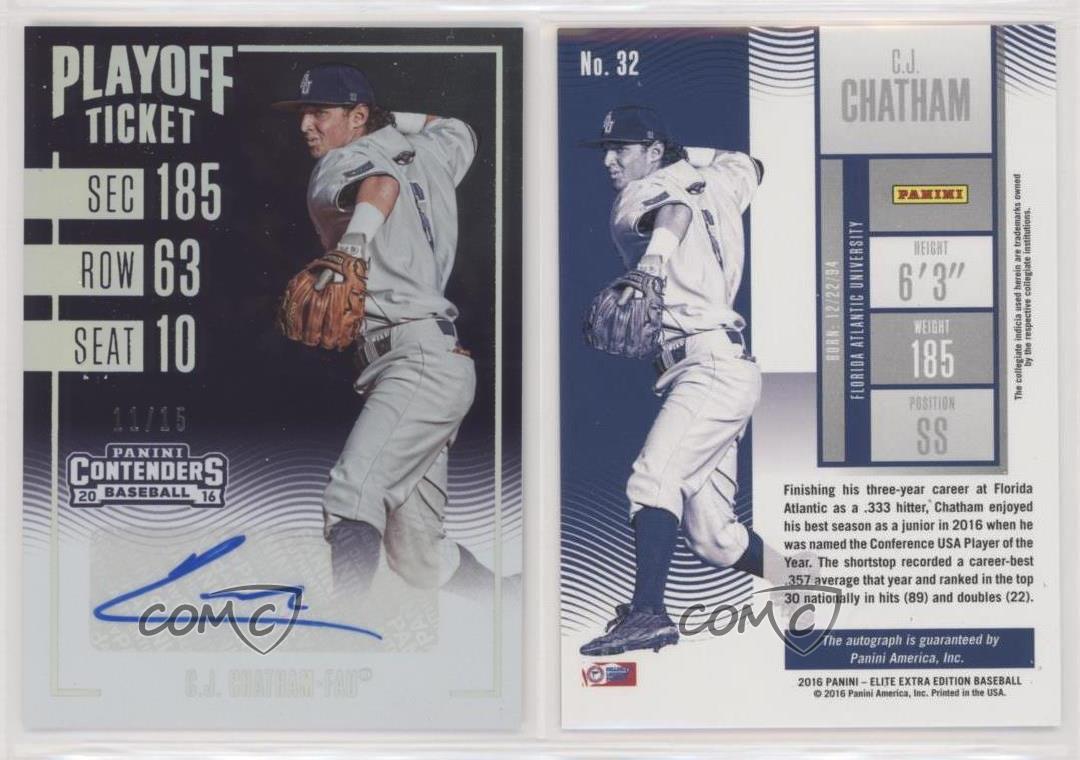 PLAYOFF
TICKET
SEC 185
ROW 63
SEAT 10
11/15
PANINI
CONTENDERS
20 BASEBALL 16
COMC
C.J. CHATHAM-FAU
No. 32
C.J.
CHATHAM
BORN: 12/22/94
FLORIDA ATLANTIC UNIVERSITY
PANINI
HEIGHT
6'3"
WEIGHT
185
POSITION
SS
The collegiate indicia used herein are trademarks owned
by the respective collegiate institutions.
Finishing his three-year career at Florida
Atlantic as a .333 hitter, Chatham enjoyed
his best season as a junior in 2016 when he
was named the Conference USA Player of the
Year. The shortstop recorded a career-best
.357 average that year and ranked in the top
30 nationally in hits (89) and doubles (22).
COMC
The autograph is guaranteed by
Panini America, Inc.
2016 PANINI – ELITE EXTRA EDITION BASEBALL
© 2016 Panini America, Inc. Printed in the USA.